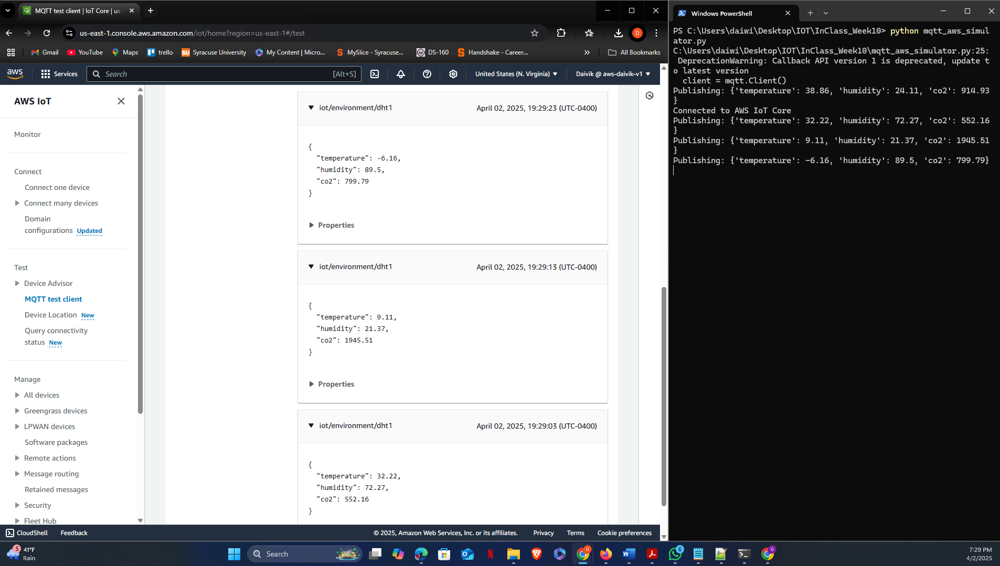 MQTT test client | IoT Core | us-
us-east-1.console.aws.amazon.com/iot/home?region=us-east-1#/test
D
Gmail
YouTube
Maps
trello
SU Syracuse University
My Content | Micro...
S MySlice - Syracuse...
DS-160
S Handshake - Career...
»
All Bookmarks
aws
Services
Search
[Alt+S]
United States (N. Virginia)
Daivik @ aws-daivik-v1
AWS IoT
Monitor
Connect
Connect one device
Connect many devices
Domain
configurations Updated
Test
Device Advisor
MQTT test client
Device Location New
Query connectivity
status New
Manage
All devices
Greengrass devices
LPWAN devices
Software packages
Remote actions
Message routing
Retained messages
Security
Fleet Hub
iot/environment/dht1 April 02, 2025, 19:29:23 (UTC-0400)
{
"temperature": -6.16,
"humidity": 89.5,
"co2": 799.79
}
Properties
iot/environment/dht1 April 02, 2025, 19:29:13 (UTC-0400)
{
"temperature": 9.11,
"humidity": 21.37,
"co2": 1945.51
}
Properties
iot/environment/dht1 April 02, 2025, 19:29:03 (UTC-0400)
{
"temperature": 32.22,
"humidity": 72.27,
"co2": 552.16
}
CloudShell Feedback
© 2025, Amazon Web Services, Inc. or its affiliates. Privacy Terms Cookie preferences
Windows PowerShell
PS C:\Users\daiwi\Desktop\IOT\InClass_Week10> python mqtt_aws_simul
ator.py
C:\Users\daiwi\Desktop\IOT\InClass_Week10\mqtt_aws_simulator.py:25:
DeprecationWarning: Callback API version 1 is deprecated, update t
o latest version
client = mqtt.Client()
Publishing: {'temperature': 38.86, 'humidity': 24.11, 'co2': 914.93
}
Connected to AWS IoT Core
Publishing: {'temperature': 32.22, 'humidity': 72.27, 'co2': 552.16
}
Publishing: {'temperature': 9.11, 'humidity': 21.37, 'co2': 1945.51
}
Publishing: {'temperature': -6.16, 'humidity': 89.5, 'co2': 799.79}
5
41°F
Rain
Search
D
6
G
7:29 PM
4/2/2025